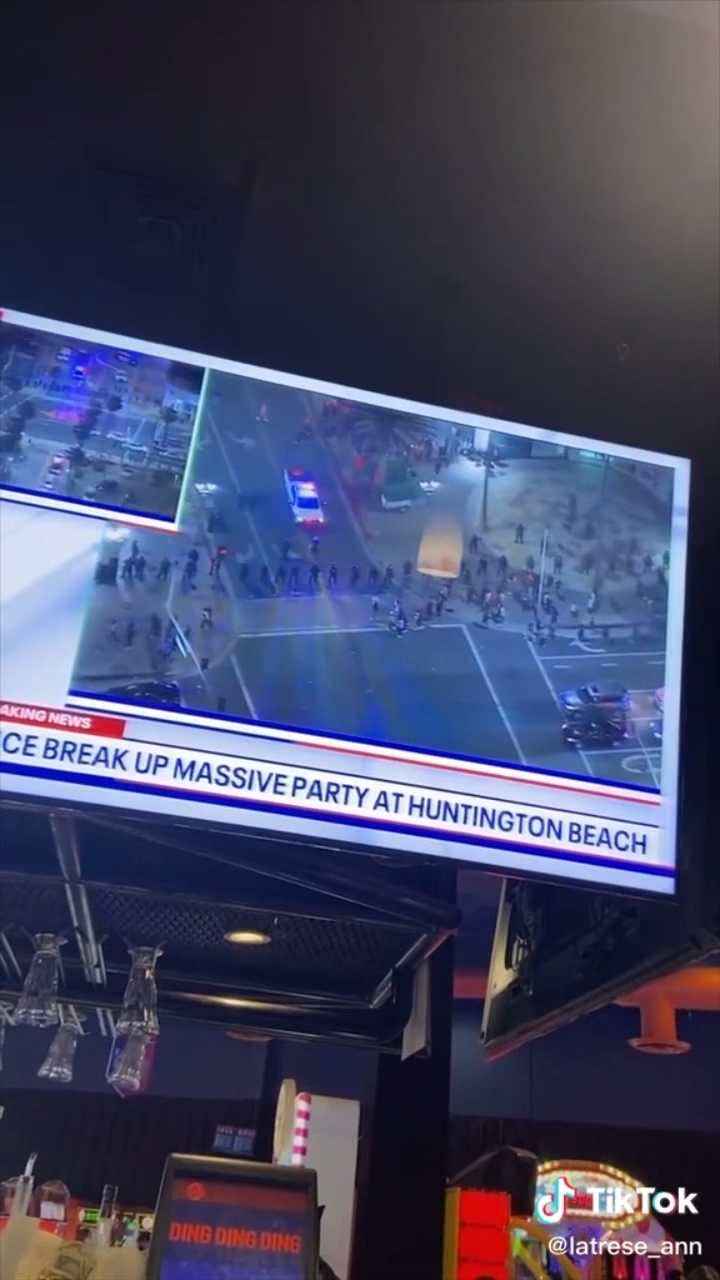 AKING NEWS
CE BREAK UP MASSIVE PARTY AT HUNTINGTON BEACH
DING DING DING
TikTok
@latrese_ann